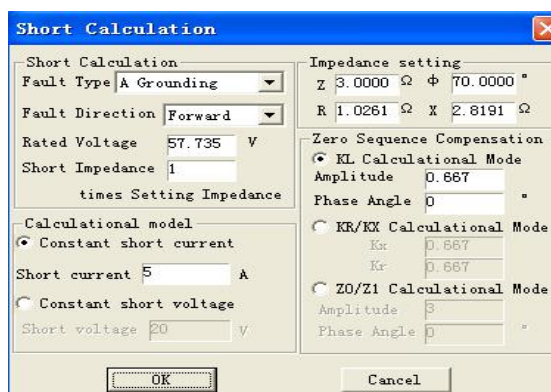 Short Calculation
Short Calculation
Fault Type A Grounding
Fault Direction Forward
Rated Voltage 57.735 V
Short Impedance 1
times Setting Impedance
Calculational model
Constant short current
Short current 5 A
Constant short voltage
Short voltage 20 V
Impedance setting
Z 3.0000 Ω Φ 70.0000 °
R 1.0261 Ω X 2.8191 Ω
Zero Sequence Compensation
KL Calculational Mode
Amplitude 0.667
Phase Angle 0 °
KR/KX Calculational Mode
Kx 0.667
Kr 0.667
Z0/Z1 Calculational Mode
Amplitude 3
Phase Angle 0 °
OK
Cancel